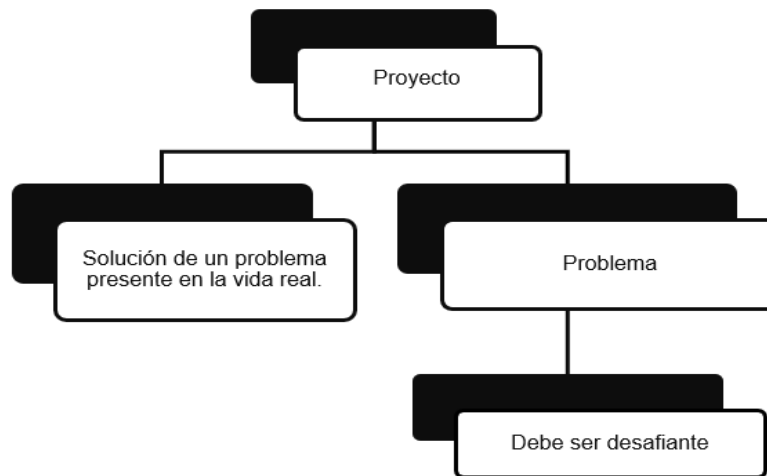 Proyecto
Solución de un problema
presente en la vida real.
Problema
Debe ser desafiante